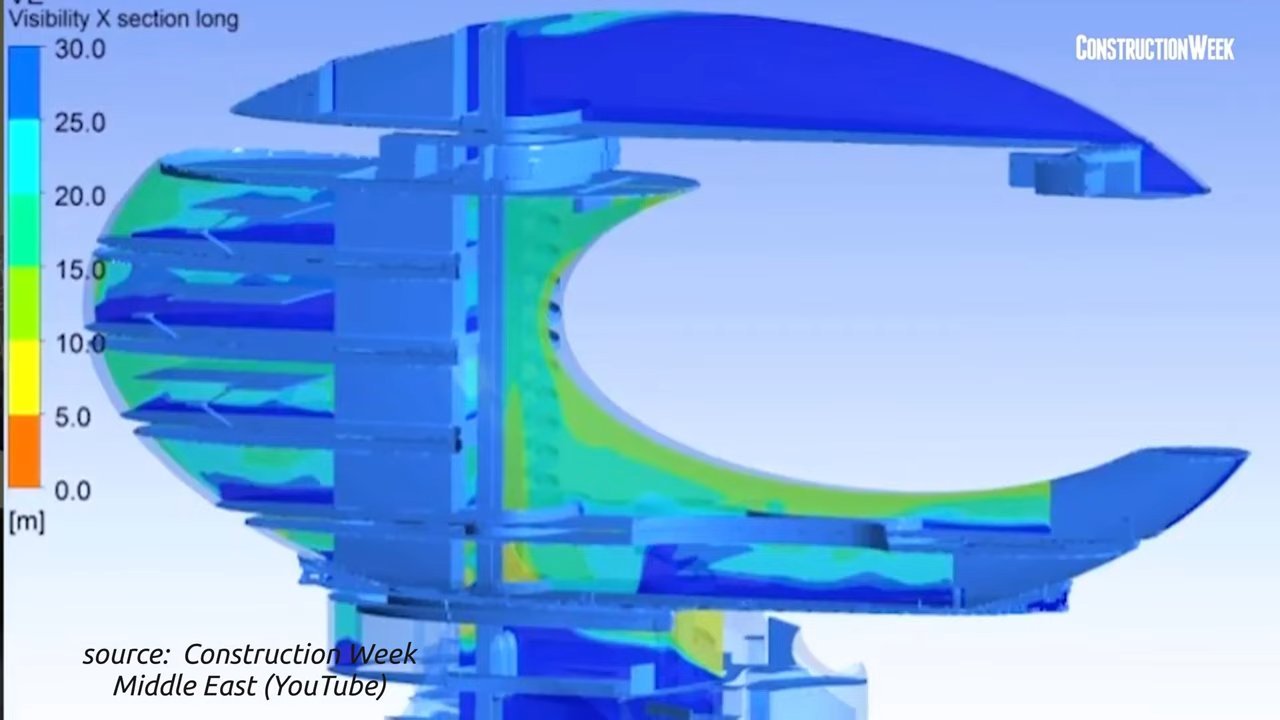 Visibility X section long
30.0
25.0
20.0
15.0
10.0
5.0
0.0
[m]
CONSTRUCTIONWEEK
source: Construction Week
Middle East (YouTube)